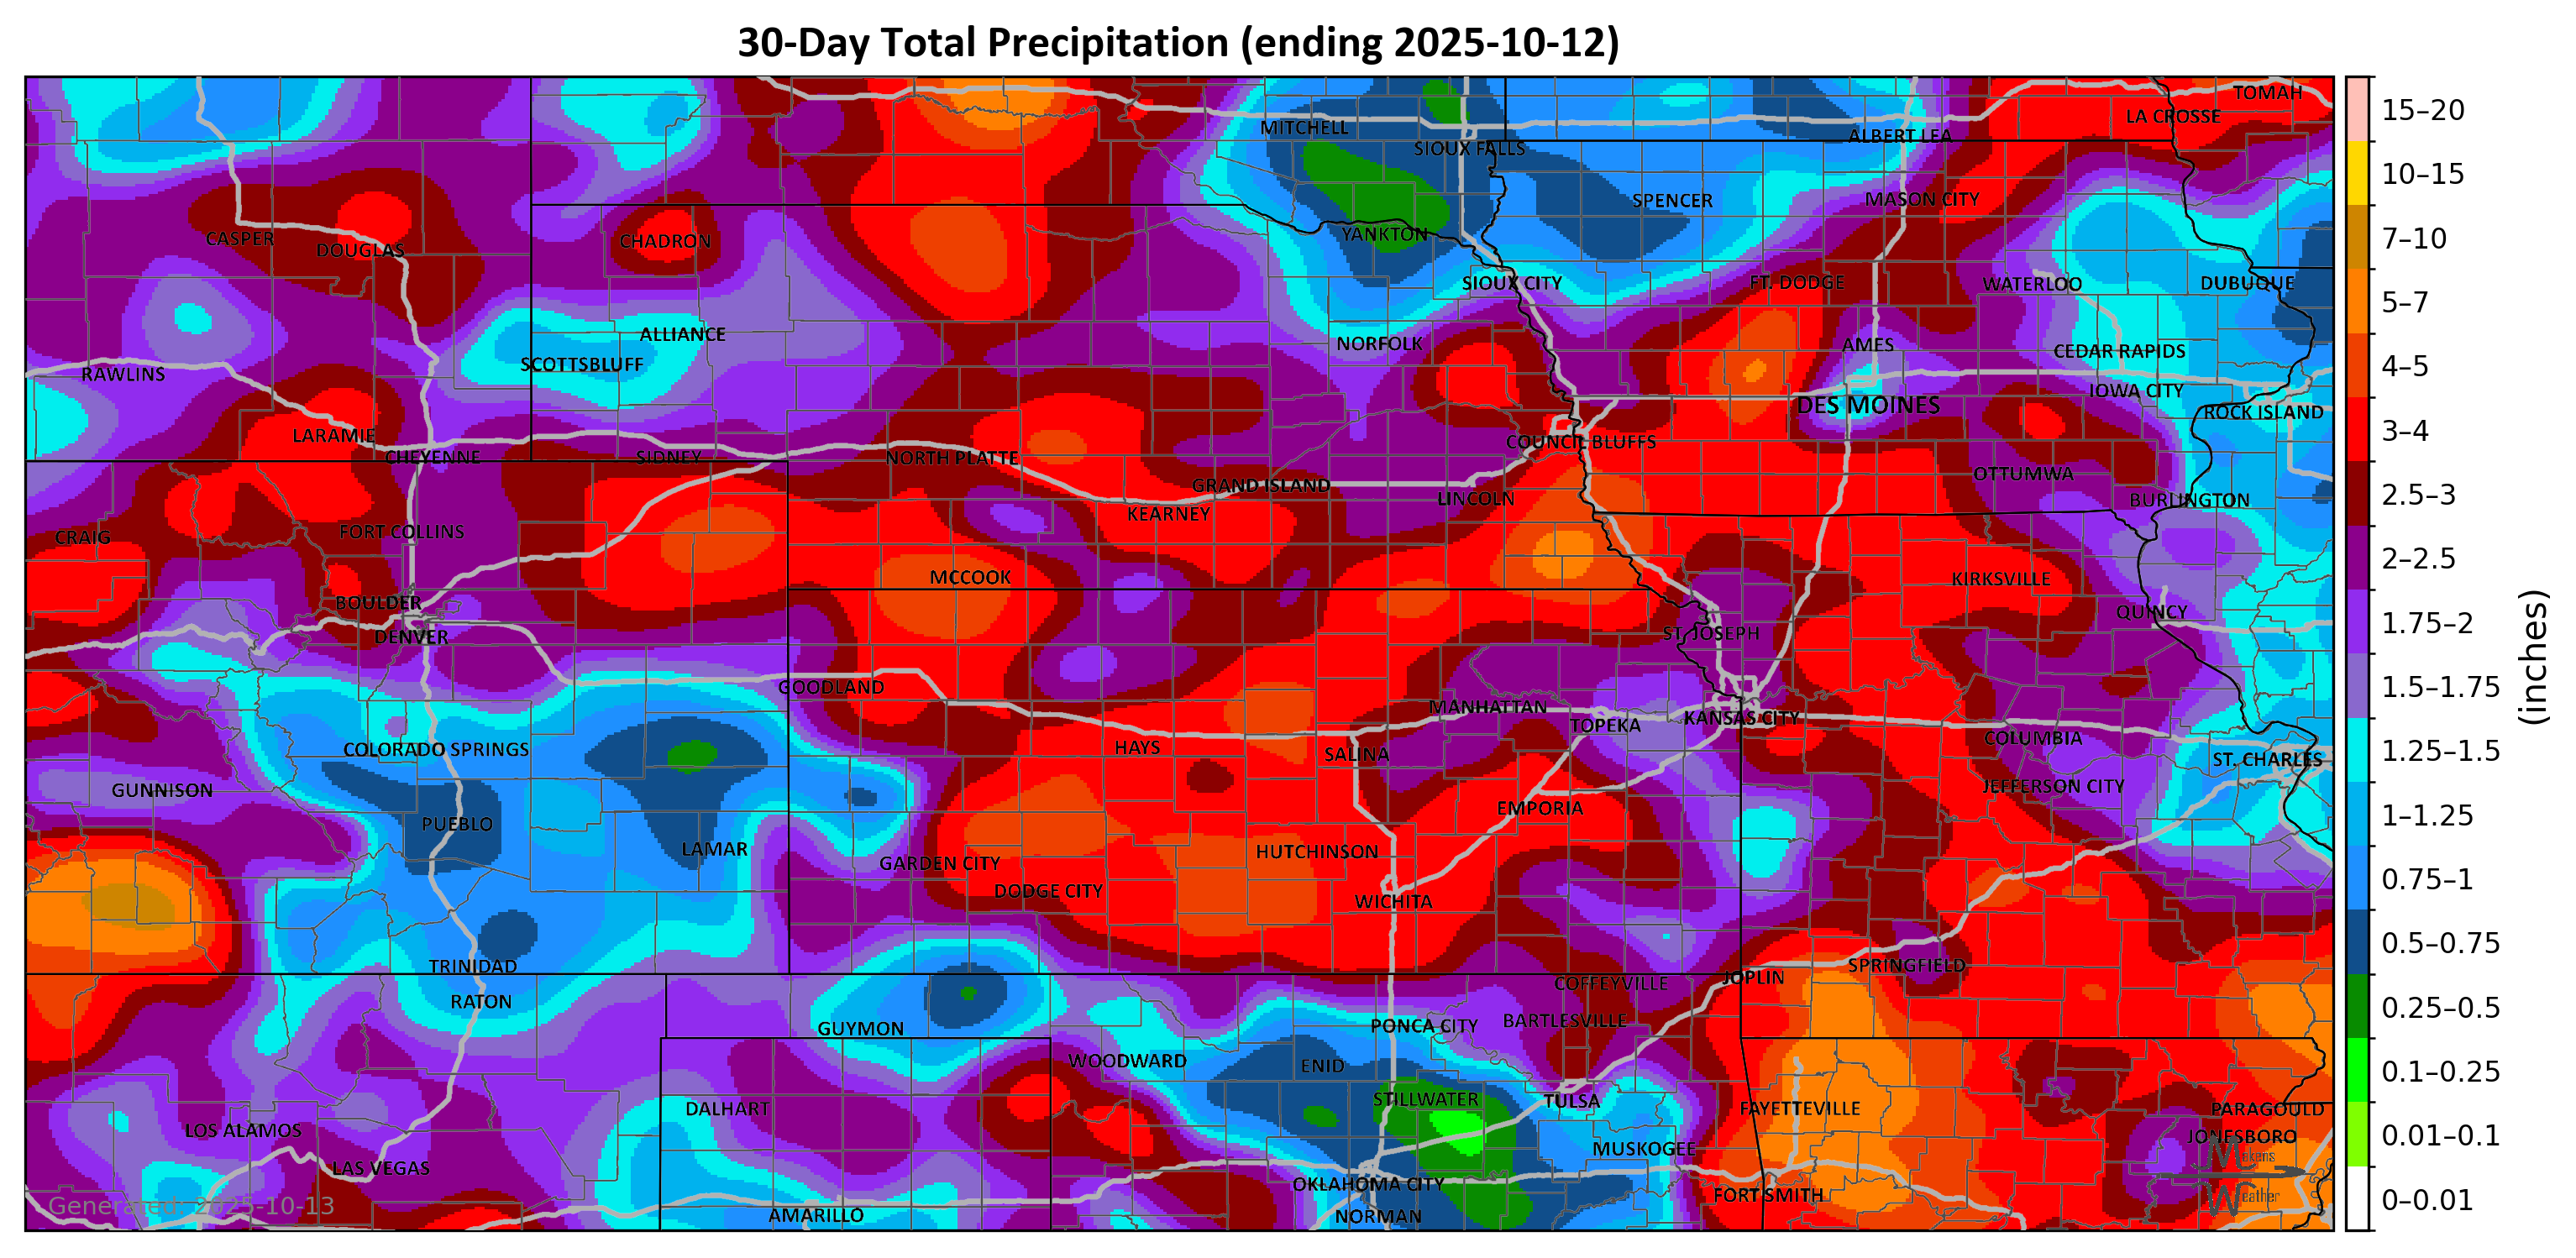 30-Day Total Precipitation (ending 2025-10-12)
TOMAH
LA CROSSE
MITCHELL
ALBERT LEA
SIOUX FALLS
SPENCER
MASON CITY
CASPER
DOUGLAS
CHADRON
YANKTON
SIOUX CITY
FT. DODGE
WATERLOO
DUBUQUE
ALLIANCE
NORFOLK
AMES
CEDAR RAPIDS
SCOTTSBLUFF
RAWLINS
IOWA CITY
DES MOINES
ROCK ISLAND
LARAMIE
COUNCIL BLUFFS
CHEYENNE
SIDNEY
NORTH PLATTE
OTTUMWA
GRAND ISLAND
LINCOLN
BURLINGTON
KEARNEY
CRAIG
FORT COLLINS
MCCOOK
KIRKSVILLE
BOULDER
QUINCY
DENVER
ST. JOSEPH
GOODLAND
MANHATTAN
TOPEKA
KANSAS CITY
COLUMBIA
COLORADO SPRINGS
HAYS
SALINA
ST. CHARLES
GUNNISON
JEFFERSON CITY
EMPORIA
PUEBLO
LAMAR
HUTCHINSON
GARDEN CITY
DODGE CITY
WICHITA
TRINIDAD
SPRINGFIELD
JOPLIN
COFFEYVILLE
RATON
GUYMON
PONCA CITY
BARTLESVILLE
WOODWARD
ENID
STILLWATER
TULSA
DALHART
FAYETTEVILLE
PARAGOULD
LOS ALAMOS
JONESBORO
MUSKOGEE
LAS VEGAS
OKLAHOMA CITY
FORT SMITH
AMARILLO
NORMAN
Generated: 2025-10-13
Makens
Weather
15–20
10–15
7–10
5–7
4–5
3–4
2.5–3
2–2.5
1.75–2
1.5–1.75
1.25–1.5
1–1.25
0.75–1
0.5–0.75
0.25–0.5
0.1–0.25
0.01–0.1
0–0.01
(inches)